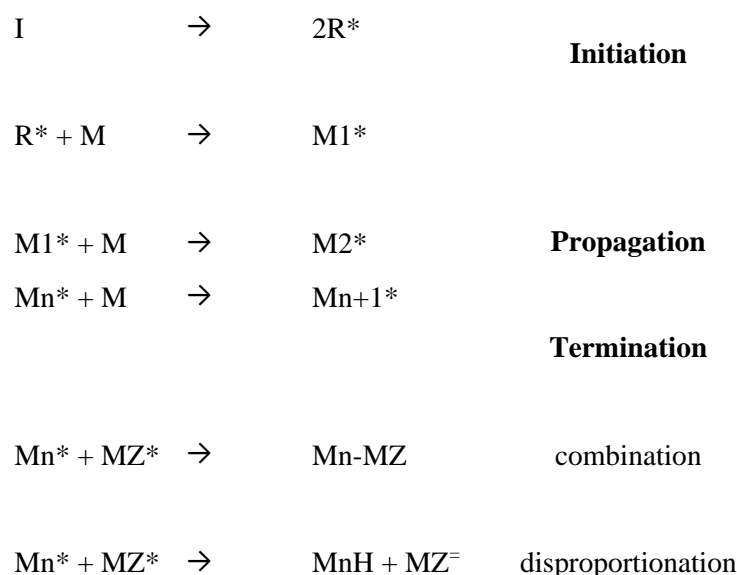 I → 2R*
Initiation
R* + M → M1*
M1* + M → M2* Propagation
Mn* + M → Mn+1*
Termination
Mn* + MZ* → Mn-MZ combination
Mn* + MZ* → MnH + MZ⁼ disproportionation